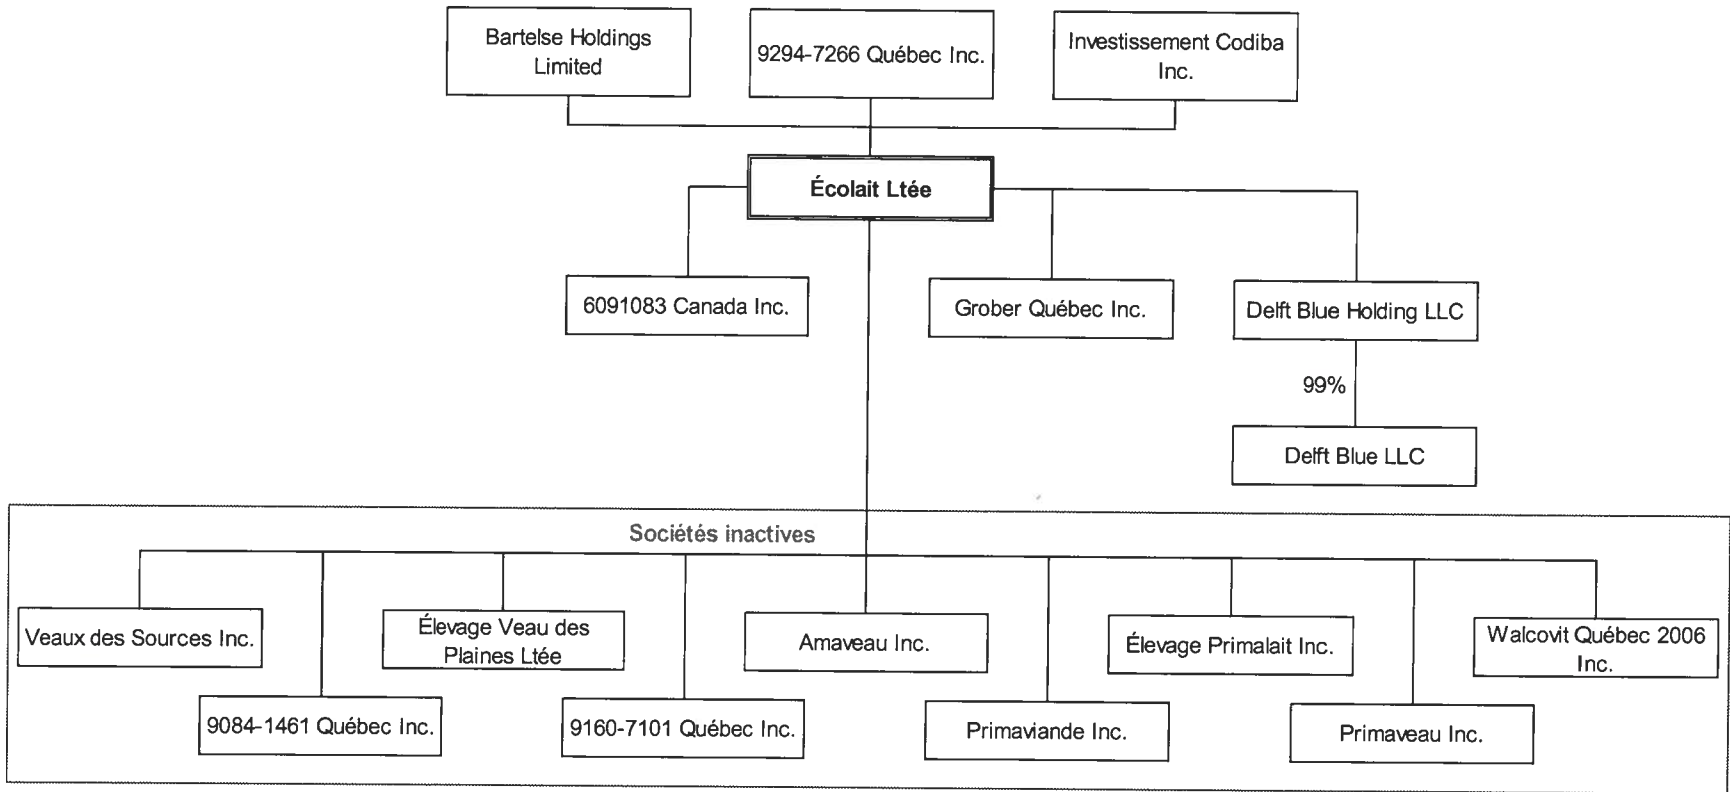 Bartelse Holdings
Limited
9294-7266 Québec Inc.
Investissement Codiba
Inc.
Écolait Ltée
6091083 Canada Inc.
Grober Québec Inc.
Delft Blue Holding LLC
99%
Delft Blue LLC
Sociétés inactives
Veaux des Sources Inc.
Élevage Veau des
Plaines Ltée
Amaveau Inc.
Élevage Primalait Inc.
Walcovit Québec 2006
Inc.
9084-1461 Québec Inc.
9160-7101 Québec Inc.
Primaviande Inc.
Primaveau Inc.